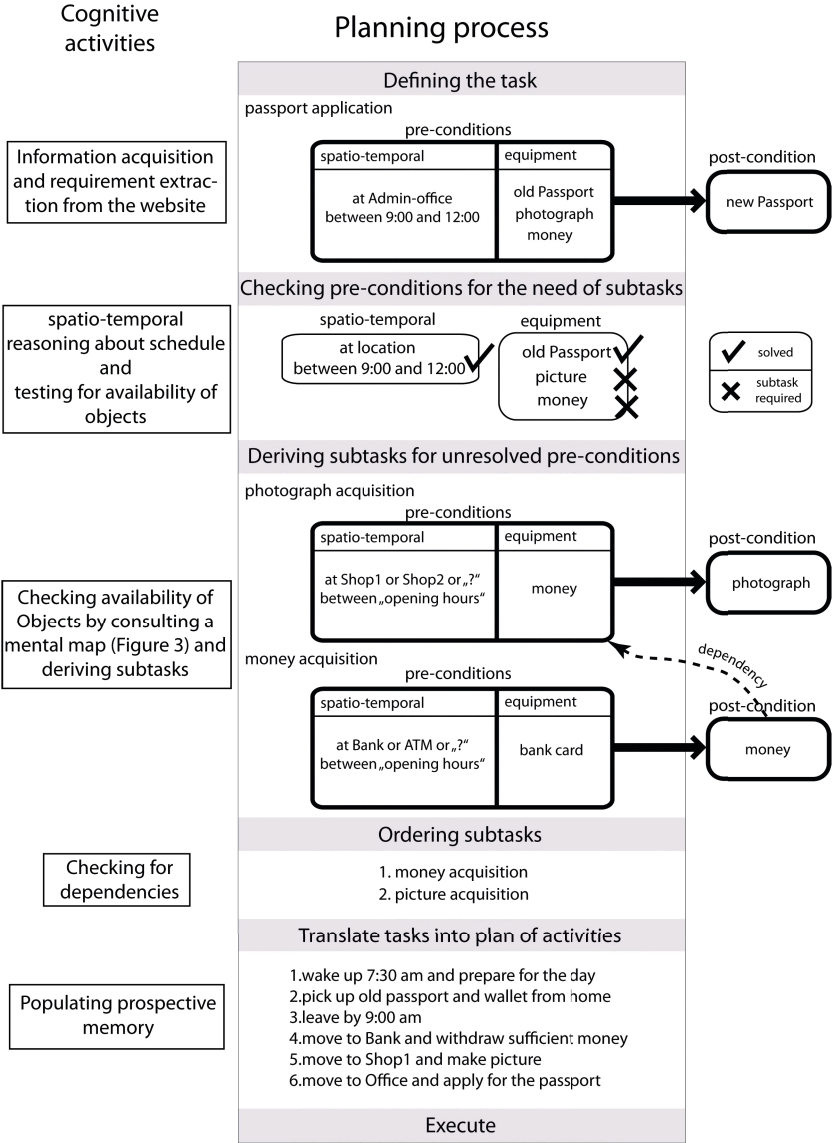 Cognitive
activities
Planning process
Defining the task
passport application
pre-conditions
spatio-temporal
equipment
post-condition
Information acquisition
and requirement extrac-
tion from the website
at Admin-office
between 9:00 and 12:00
old Passport
photograph
money
new Passport
Checking pre-conditions for the need of subtasks
spatio-temporal
reasoning about schedule
and
testing for availability of
objects
spatio-temporal
at location
between 9:00 and 12:00
equipment
old Passport
picture
money
solved
subtask
required
Deriving subtasks for unresolved pre-conditions
photograph acquisition
pre-conditions
spatio-temporal
equipment
post-condition
at Shop1 or Shop2 or „?“
between „opening hours“
money
photograph
Checking availability of
Objects by consulting a
mental map (Figure 3) and
deriving subtasks
dependency
money acquisition
pre-conditions
spatio-temporal
equipment
post-condition
at Bank or ATM or „?“
between „opening hours“
bank card
money
Ordering subtasks
Checking for
dependencies
1. money acquisition
2. picture acquisition
Translate tasks into plan of activities
Populating prospective
memory
1.wake up 7:30 am and prepare for the day
2.pick up old passport and wallet from home
3.leave by 9:00 am
4.move to Bank and withdraw sufficient money
5.move to Shop1 and make picture
6.move to Office and apply for the passport
Execute